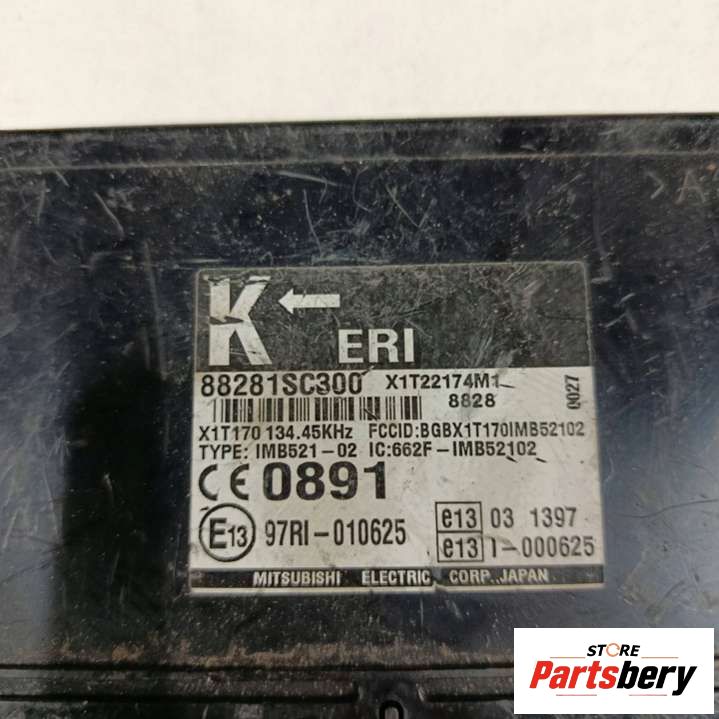 >A
K ←
ERI
88281SC300 X1T22174M1
8828
0027
X1T170 134.45KHz FCCID:BGBX1T170IMB52102
TYPE: IMB521-02 IC:662F-IMB52102
CE 0891
E13 97RI-010625
e13 03 1397
e13 I-000625
MITSUBISHI ELECTRIC CORP. JAPAN
STORE
Partsbery